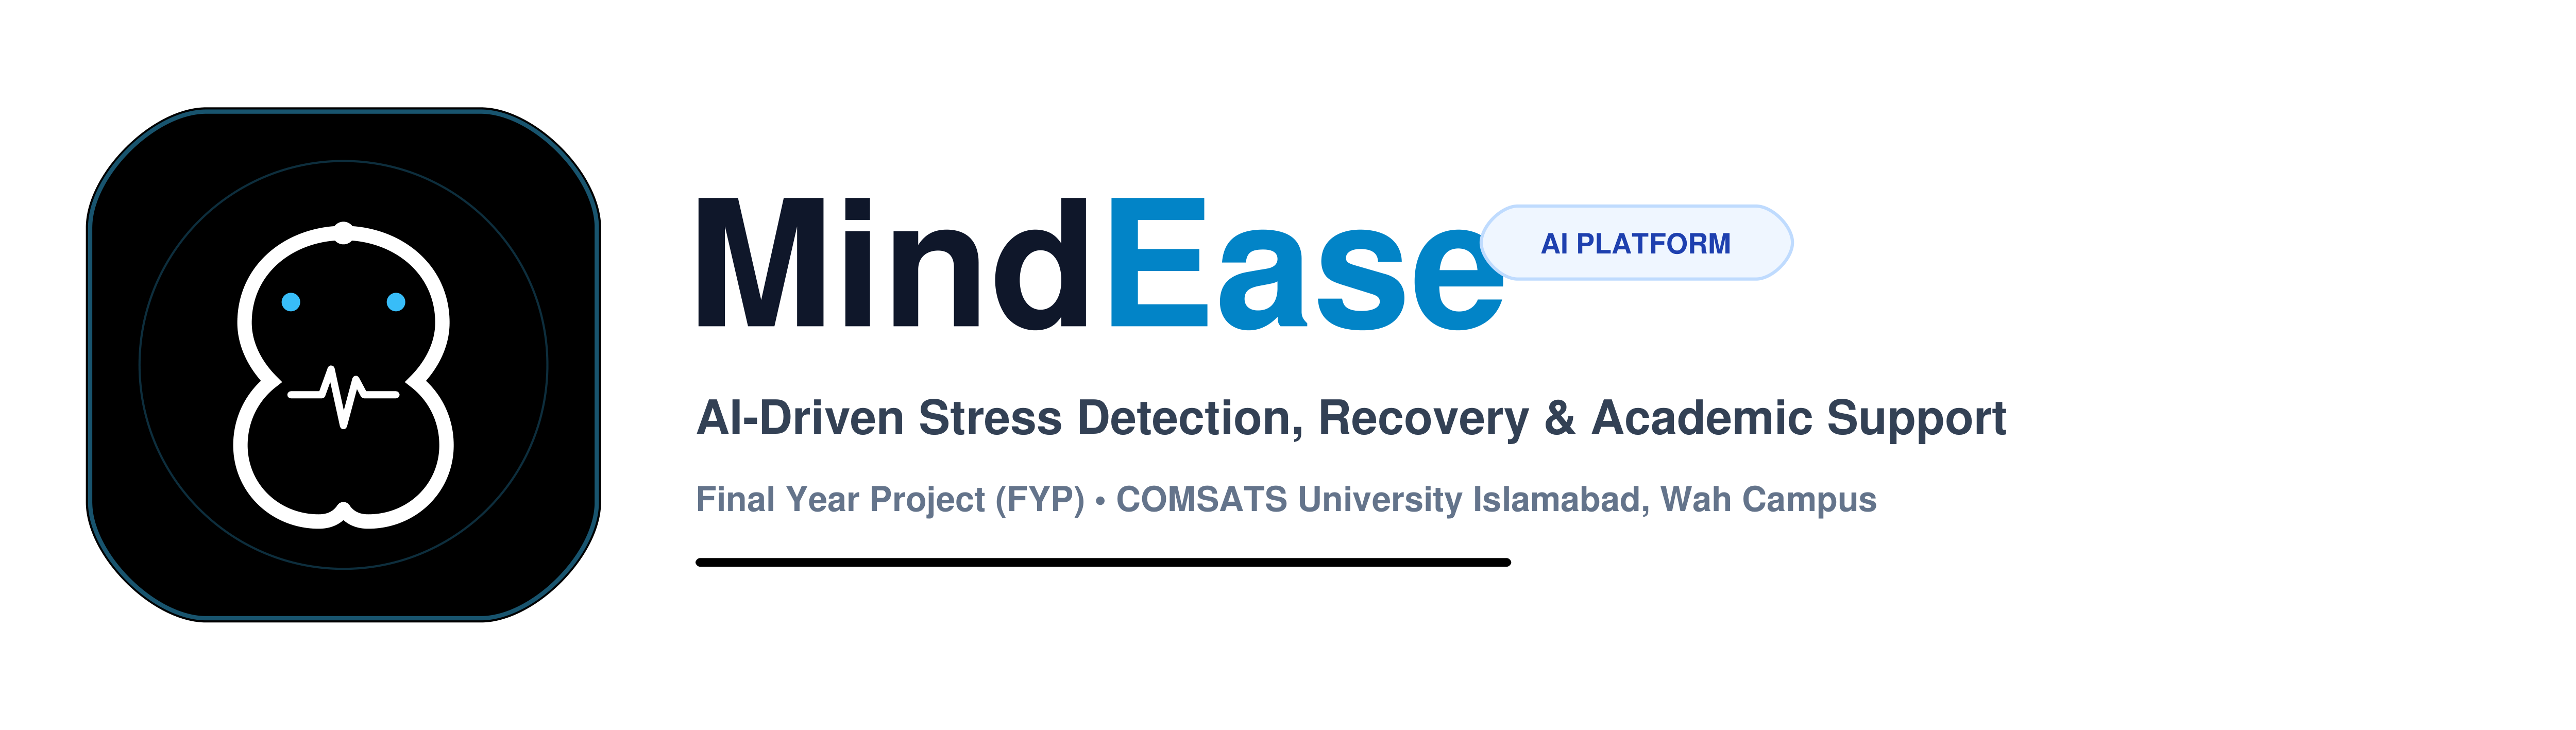 MindEase
AI PLATFORM
AI-Driven Stress Detection, Recovery & Academic Support
Final Year Project (FYP) • COMSATS University Islamabad, Wah Campus